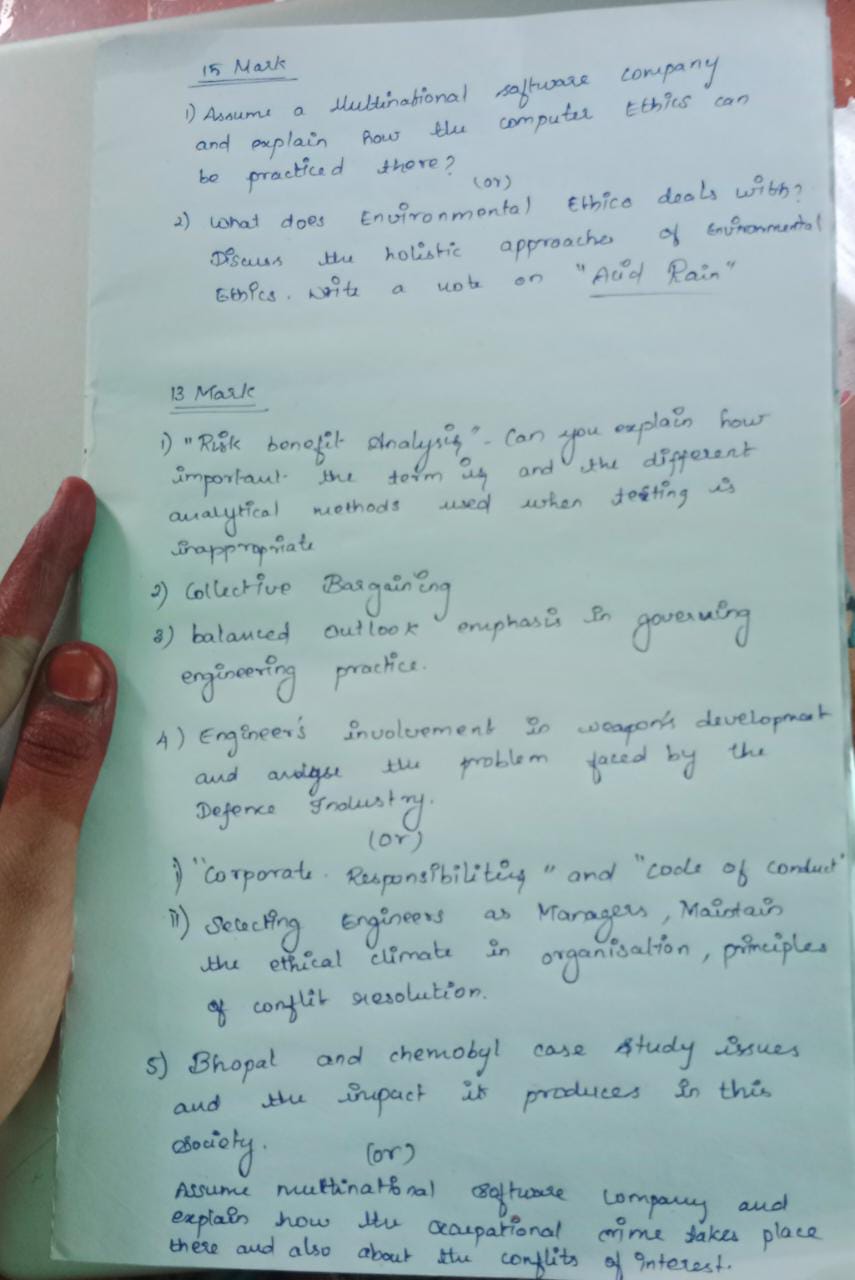 15 Mark
1) Assume a Multinational software company
and explain how the computer Ethics can
be practiced there?
(or)
2) What does Environmental Ethics deals with?
Discuss the holistic approaches of Environmental
Ethics. Write a note on "Acid Rain"
13 Mark
1) "Risk benefit Analysis" - Can you explain how
important the term is and the different
analytical methods used when testing is
inappropriate
2) Collective Bargaining
3) balanced outlook emphasis in governing
engineering practice.
4) Engineer's involvement in weapon's development
and analyse the problem faced by the
Defence Industry.
(or)
i) "Corporate Responsibilities" and "code of conduct"
ii) Selecting Engineers as Managers, Maintain
the ethical climate in organisation, principles
of conflit resolution.
5) Bhopal and chernobyl case study issues
and the impact it produces in this
society.
(or)
Assume multinational software company and
explain how the occupational crime takes place
there and also about the conflits of interest.